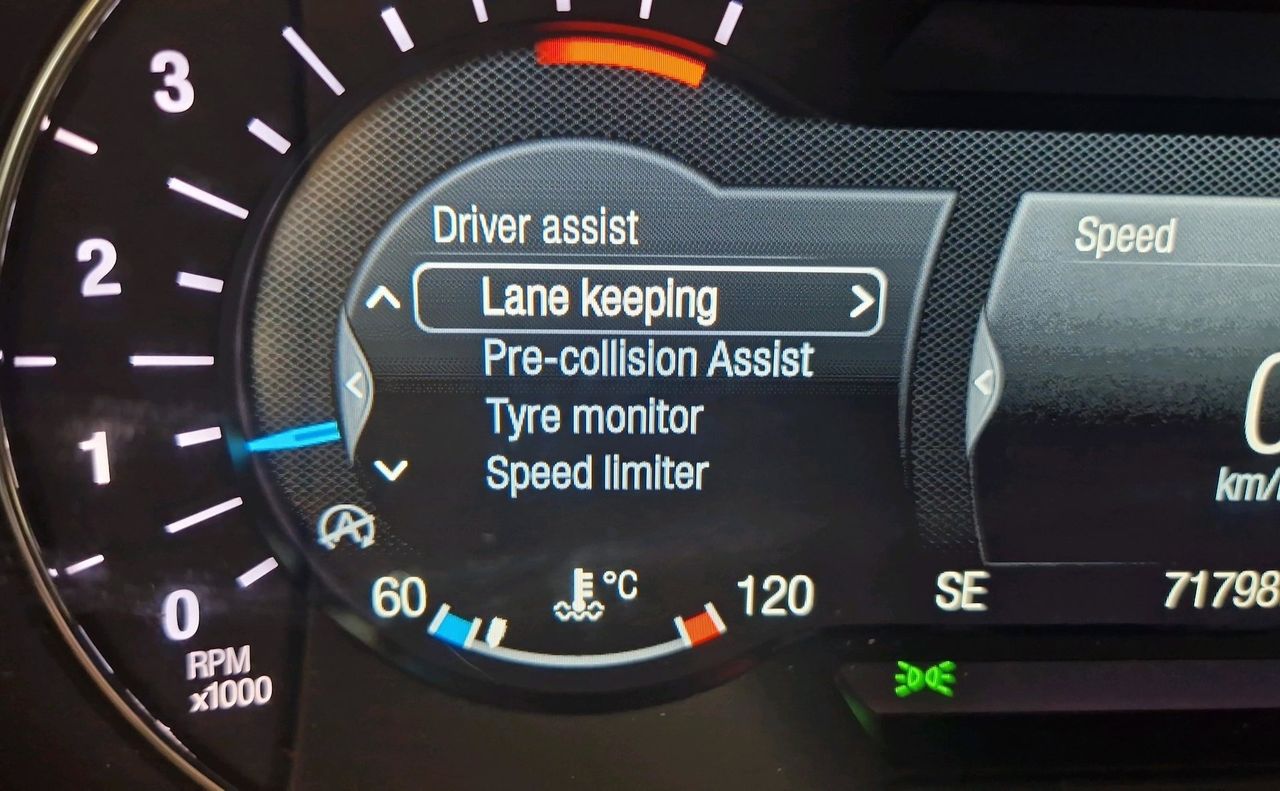 3
2
1
0
RPM
x1000
Driver assist
Lane keeping
Pre-collision Assist
Tyre monitor
Speed limiter
60
°C
120
Speed
SE
71798